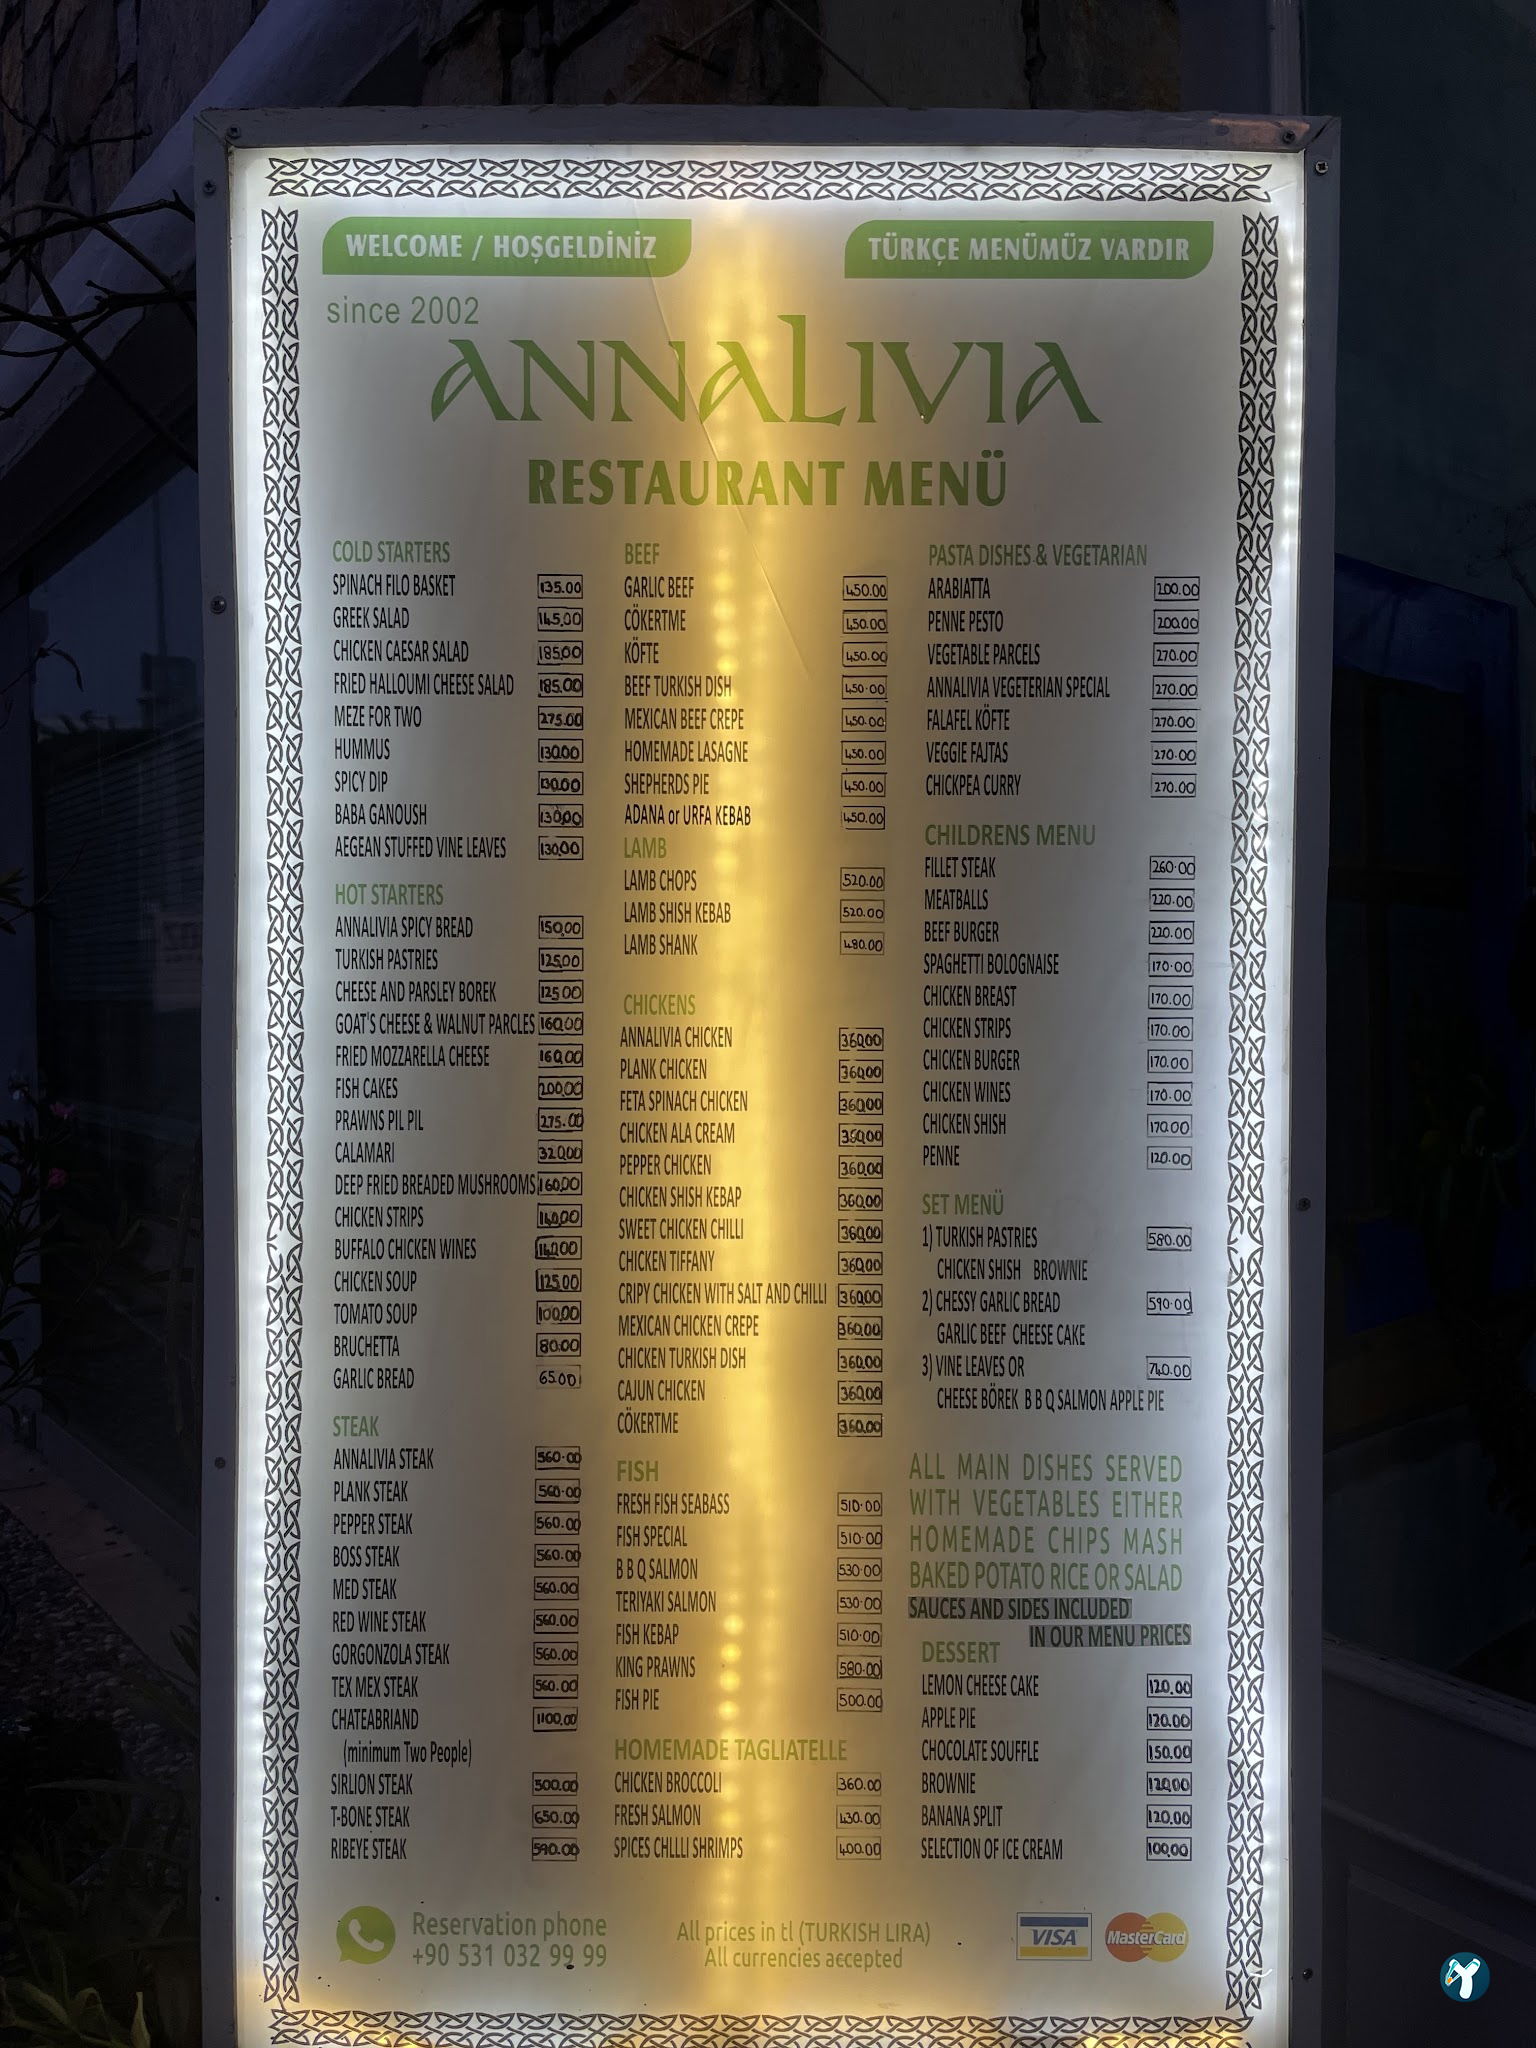 WELCOME / HOŞGELDİNİZ
TÜRKÇE MENÜMÜZ VARDIR
since 2002
ANNALIVIA
RESTAURANT MENÜ
COLD STARTERS
SPINACH FILO BASKET 135.00
GREEK SALAD 145.00
CHICKEN CAESAR SALAD 185.00
FRIED HALLOUMI CHEESE SALAD 185.00
MEZE FOR TWO 275.00
HUMMUS 130.00
SPICY DIP 130.00
BABA GANOUSH 130.00
AEGEAN STUFFED VINE LEAVES 130.00
HOT STARTERS
ANNALIVIA SPICY BREAD 150.00
TURKISH PASTRIES 125.00
CHEESE AND PARSLEY BOREK 125.00
GOAT'S CHEESE & WALNUT PARCLES 160.00
FRIED MOZZARELLA CHEESE 160.00
FISH CAKES 200.00
PRAWNS PIL PIL 275.00
CALAMARI 320.00
DEEP FRIED BREADED MUSHROOMS 160.00
CHICKEN STRIPS 140.00
BUFFALO CHICKEN WINES 140.00
CHICKEN SOUP 125.00
TOMATO SOUP 100.00
BRUCHETTA 80.00
GARLIC BREAD 65.00
STEAK
ANNALIVIA STEAK 560.00
PLANK STEAK 560.00
PEPPER STEAK 560.00
BOSS STEAK 560.00
MED STEAK 560.00
RED WINE STEAK 560.00
GORGONZOLA STEAK 560.00
TEX MEX STEAK 560.00
CHATEABRIAND 1100.00
(minimum Two People)
SIRLION STEAK 500.00
T-BONE STEAK 650.00
RIBEYE STEAK 590.00
BEEF
GARLIC BEEF 450.00
CÖKERTME 450.00
KÖFTE 450.00
BEEF TURKISH DISH 450.00
MEXICAN BEEF CREPE 450.00
HOMEMADE LASAGNE 450.00
SHEPHERDS PIE 450.00
ADANA or URFA KEBAB 450.00
LAMB
LAMB CHOPS 520.00
LAMB SHISH KEBAB 520.00
LAMB SHANK 480.00
CHICKENS
ANNALIVIA CHICKEN 360.00
PLANK CHICKEN 360.00
FETA SPINACH CHICKEN 360.00
CHICKEN ALA CREAM 360.00
PEPPER CHICKEN 360.00
CHICKEN SHISH KEBAP 360.00
SWEET CHICKEN CHILLI 360.00
CHICKEN TIFFANY 360.00
CRIPY CHICKEN WITH SALT AND CHILLI 360.00
MEXICAN CHICKEN CREPE 360.00
CHICKEN TURKISH DISH 360.00
CAJUN CHICKEN 360.00
CÖKERTME 360.00
FISH
FRESH FISH SEABASS 510.00
FISH SPECIAL 510.00
B B Q SALMON 530.00
TERIYAKI SALMON 530.00
FISH KEBAP 510.00
KING PRAWNS 580.00
FISH PIE 500.00
HOMEMADE TAGLIATELLE
CHICKEN BROCCOLI 360.00
FRESH SALMON 430.00
SPICES CHLLLI SHRIMPS 400.00
PASTA DISHES & VEGETARIAN
ARABIATTA 200.00
PENNE PESTO 200.00
VEGETABLE PARCELS 270.00
ANNALIVIA VEGETERIAN SPECIAL 270.00
FALAFEL KÖFTE 270.00
VEGGIE FAJTAS 270.00
CHICKPEA CURRY 270.00
CHILDRENS MENU
FILLET STEAK 260.00
MEATBALLS 220.00
BEEF BURGER 220.00
SPAGHETTI BOLOGNAISE 170.00
CHICKEN BREAST 170.00
CHICKEN STRIPS 170.00
CHICKEN BURGER 170.00
CHICKEN WINES 170.00
CHICKEN SHISH 170.00
PENNE 120.00
SET MENÜ
1) TURKISH PASTRIES 580.00
CHICKEN SHISH BROWNIE
2) CHESSY GARLIC BREAD 590.00
GARLIC BEEF CHEESE CAKE
3) VINE LEAVES OR 740.00
CHEESE BÖREK B B Q SALMON APPLE PIE
ALL MAIN DISHES SERVED
WITH VEGETABLES EITHER
HOMEMADE CHIPS MASH
BAKED POTATO RICE OR SALAD
SAUCES AND SIDES INCLUDED
IN OUR MENU PRICES
DESSERT
LEMON CHEESE CAKE 120.00
APPLE PIE 120.00
CHOCOLATE SOUFFLE 150.00
BROWNIE 120.00
BANANA SPLIT 120.00
SELECTION OF ICE CREAM 100.00
Reservation phone
+90 531 032 99 99
All prices in tl (TURKISH LIRA)
All currencies accepted
VISA
MasterCard